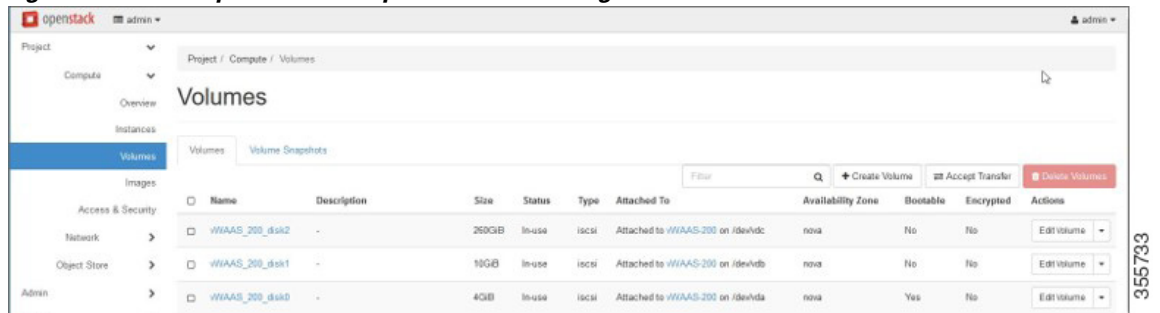 openstack admin admin
Project
Project / Compute / Volumes
Compute
Volumes
Overview
Instances
Volumes Volume Snapshots
Volumes
Filter + Create Volume Accept Transfer Delete Volumes
Images
Name Description Size Status Type Attached To Availability Zone Bootable Encrypted Actions
Access & Security
vWAAS_200_disk2 - 260GiB In-use iscsi Attached to vWAAS-200 on /dev/vdc nova No No Edit Volume
Network
vWAAS_200_disk1 - 10GiB In-use iscsi Attached to vWAAS-200 on /dev/vdb nova No No Edit Volume
Object Store
Admin
vWAAS_200_disk0 - 4GiB In-use iscsi Attached to vWAAS-200 on /dev/vda nova Yes No Edit Volume
355733